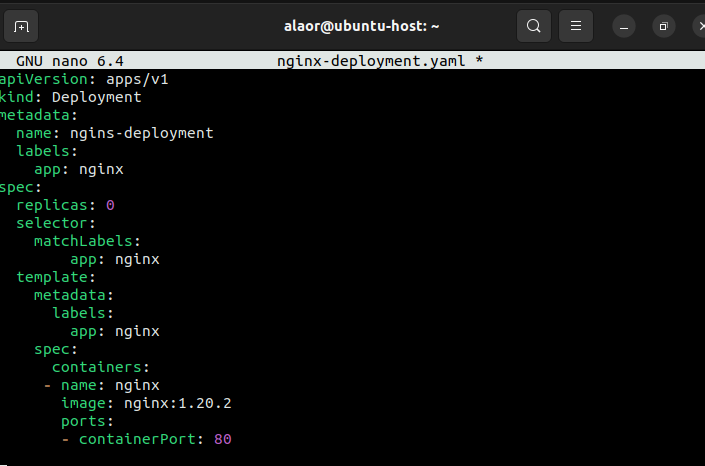 alaor@ubuntu-host: ~
GNU nano 6.4 nginx-deployment.yaml *
apiVersion: apps/v1
kind: Deployment
metadata:
  name: ngins-deployment
  labels:
    app: nginx
spec:
  replicas: 0
  selector:
    matchLabels:
        app: nginx
  template:
    metadata:
      labels:
        app: nginx
    spec:
      containers:
     - name: nginx
       image: nginx:1.20.2
       ports:
       - containerPort: 80